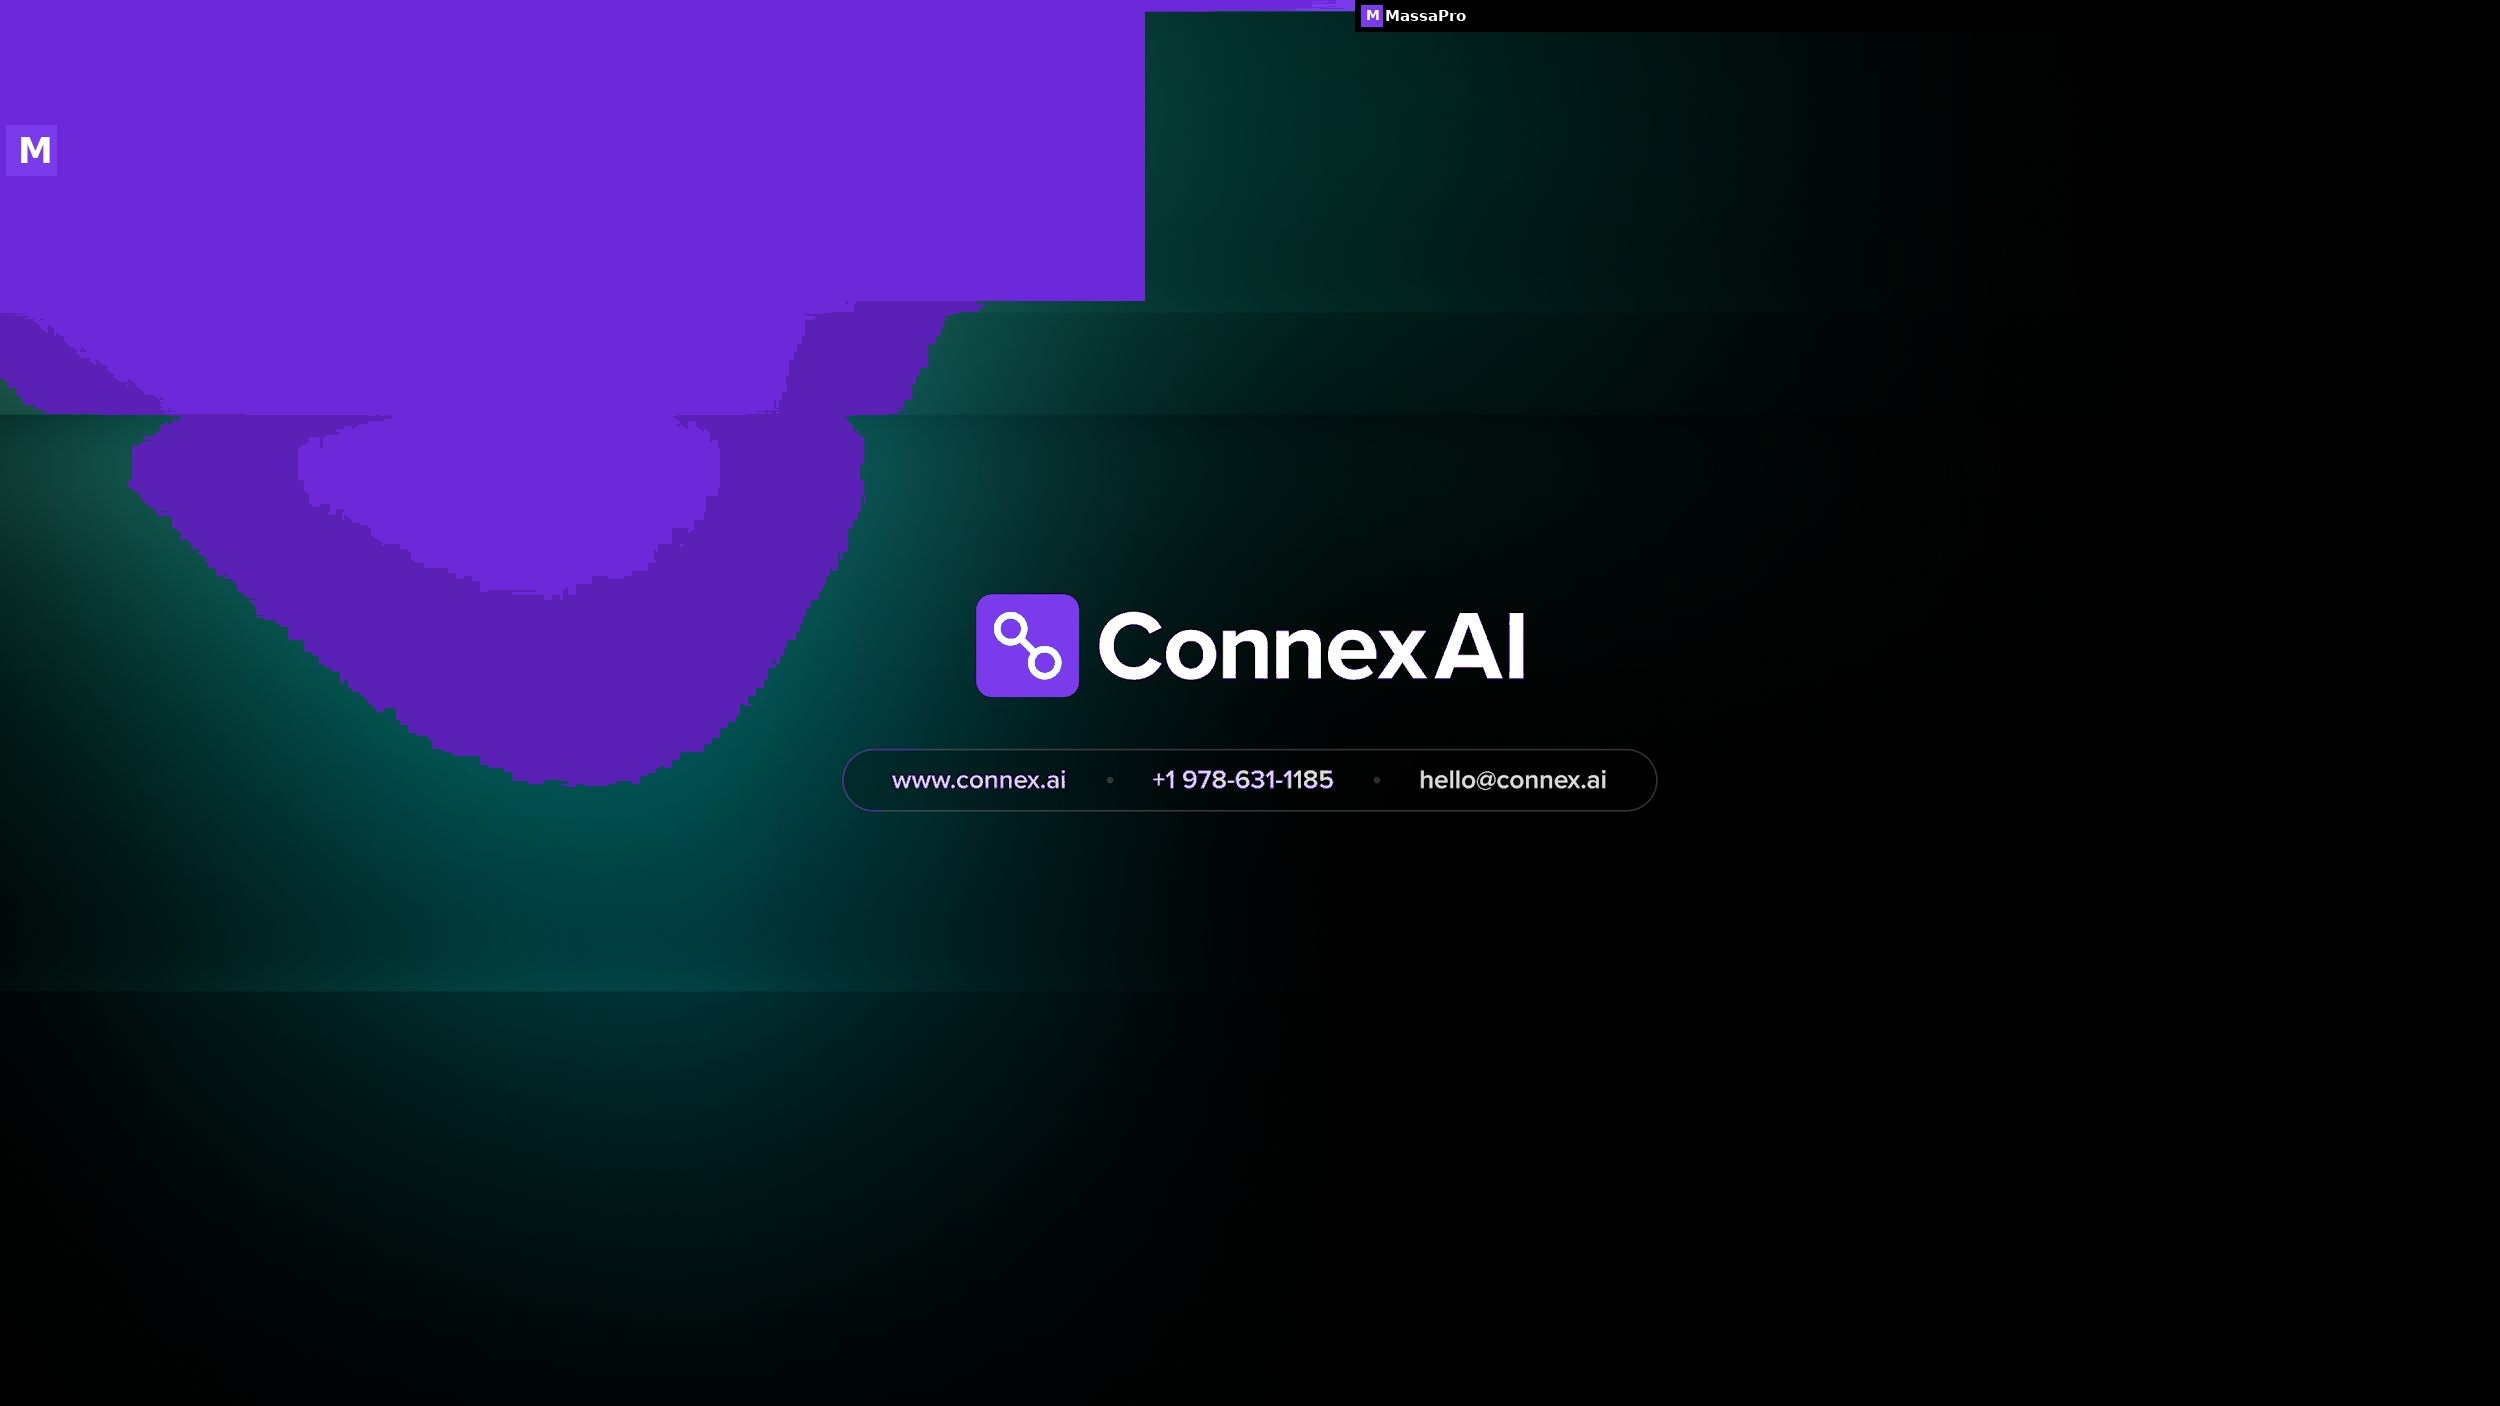 M MassaPro
M
ConnexAI
www.connex.ai • +1 978-631-1185 • hello@connex.ai